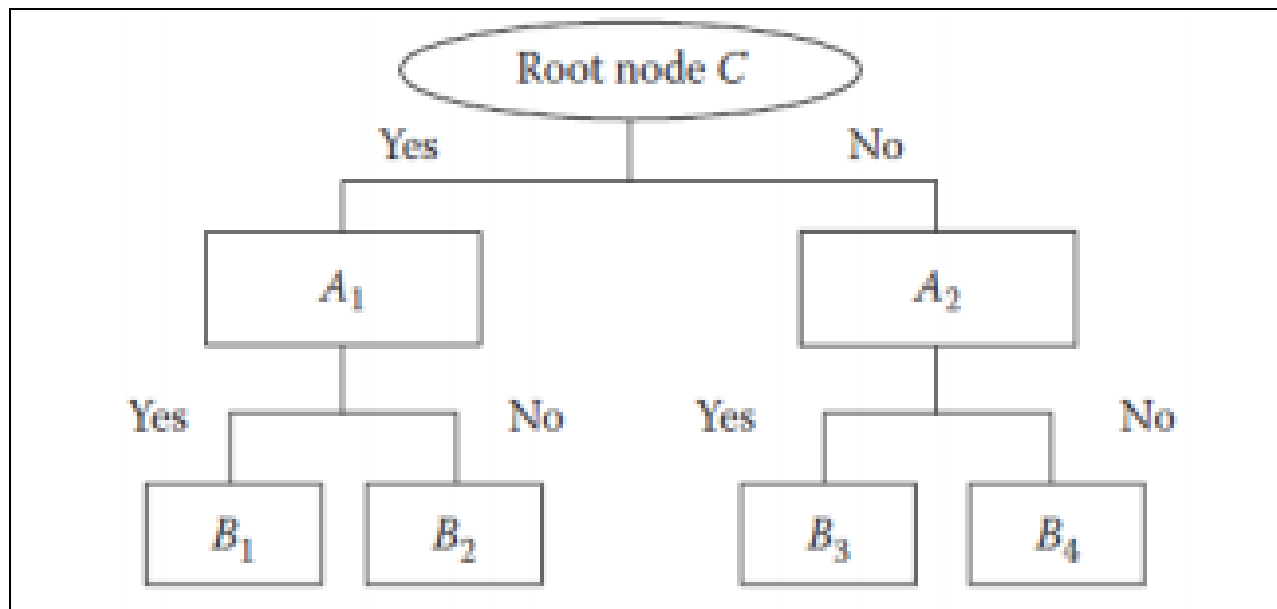 Root node C
Yes No
A₁ A₂
Yes No Yes No
B₁ B₂ B₃ B₄